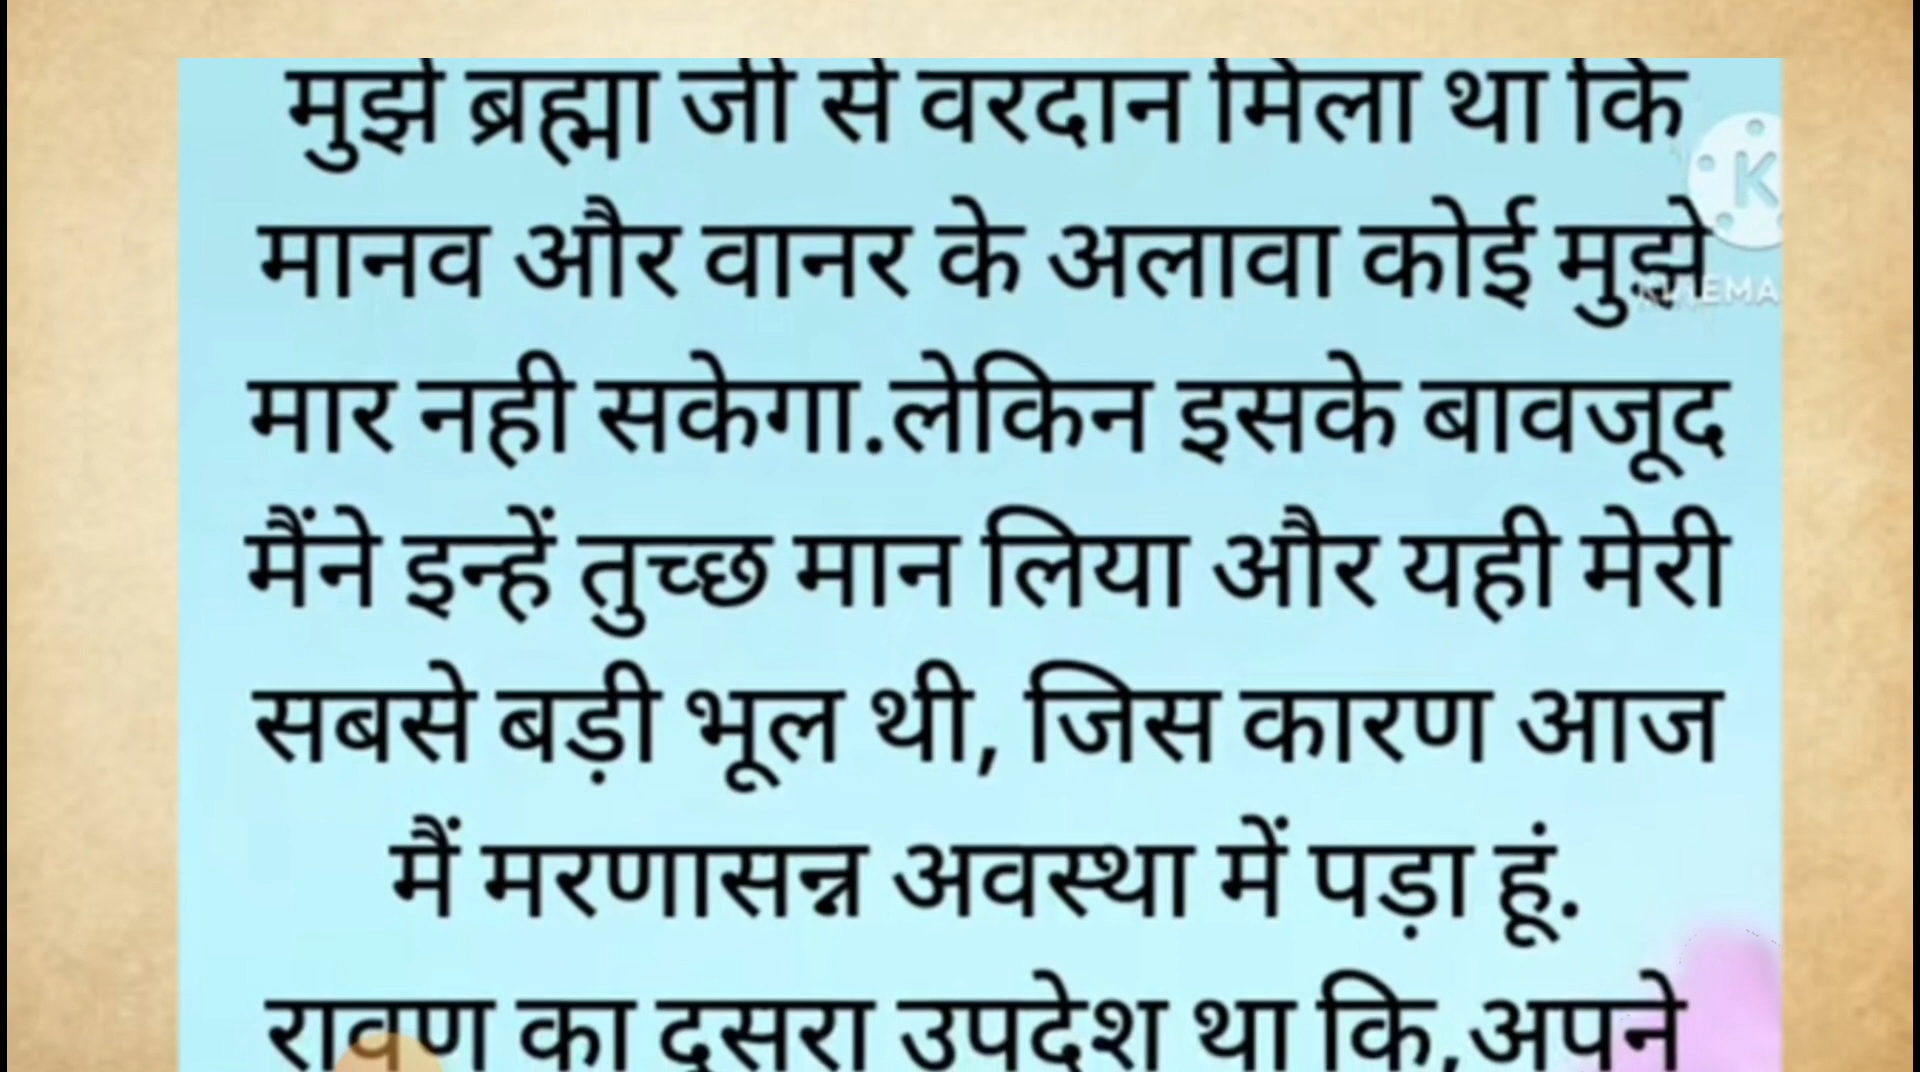 मुझे ब्रह्मा जी से वरदान मिला था कि
मानव और वानर के अलावा कोई मुझे
मार नही सकेगा.लेकिन इसके बावजूद
मैंने इन्हें तुच्छ मान लिया और यही मेरी
सबसे बड़ी भूल थी, जिस कारण आज
मैं मरणासन्न अवस्था में पड़ा हूं.
रावण का दूसरा उपदेश था कि,अपने